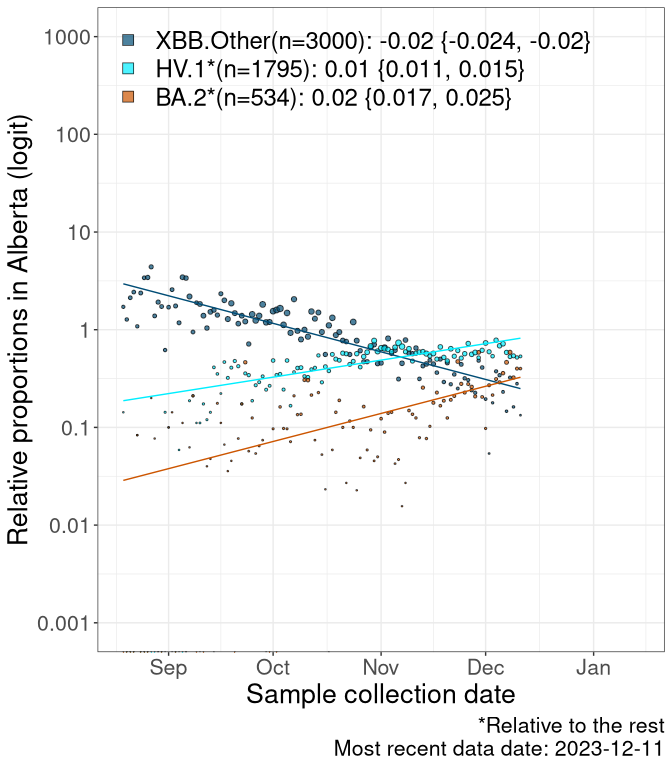 XBB.Other(n=3000): -0.02 {-0.024, -0.02}
HV.1*(n=1795): 0.01 {0.011, 0.015}
BA.2*(n=534): 0.02 {0.017, 0.025}
Relative proportions in Alberta (logit)
1000
100
10
1
0.1
0.01
0.001
Sep Oct Nov Dec Jan
Sample collection date
*Relative to the rest
Most recent data date: 2023-12-11